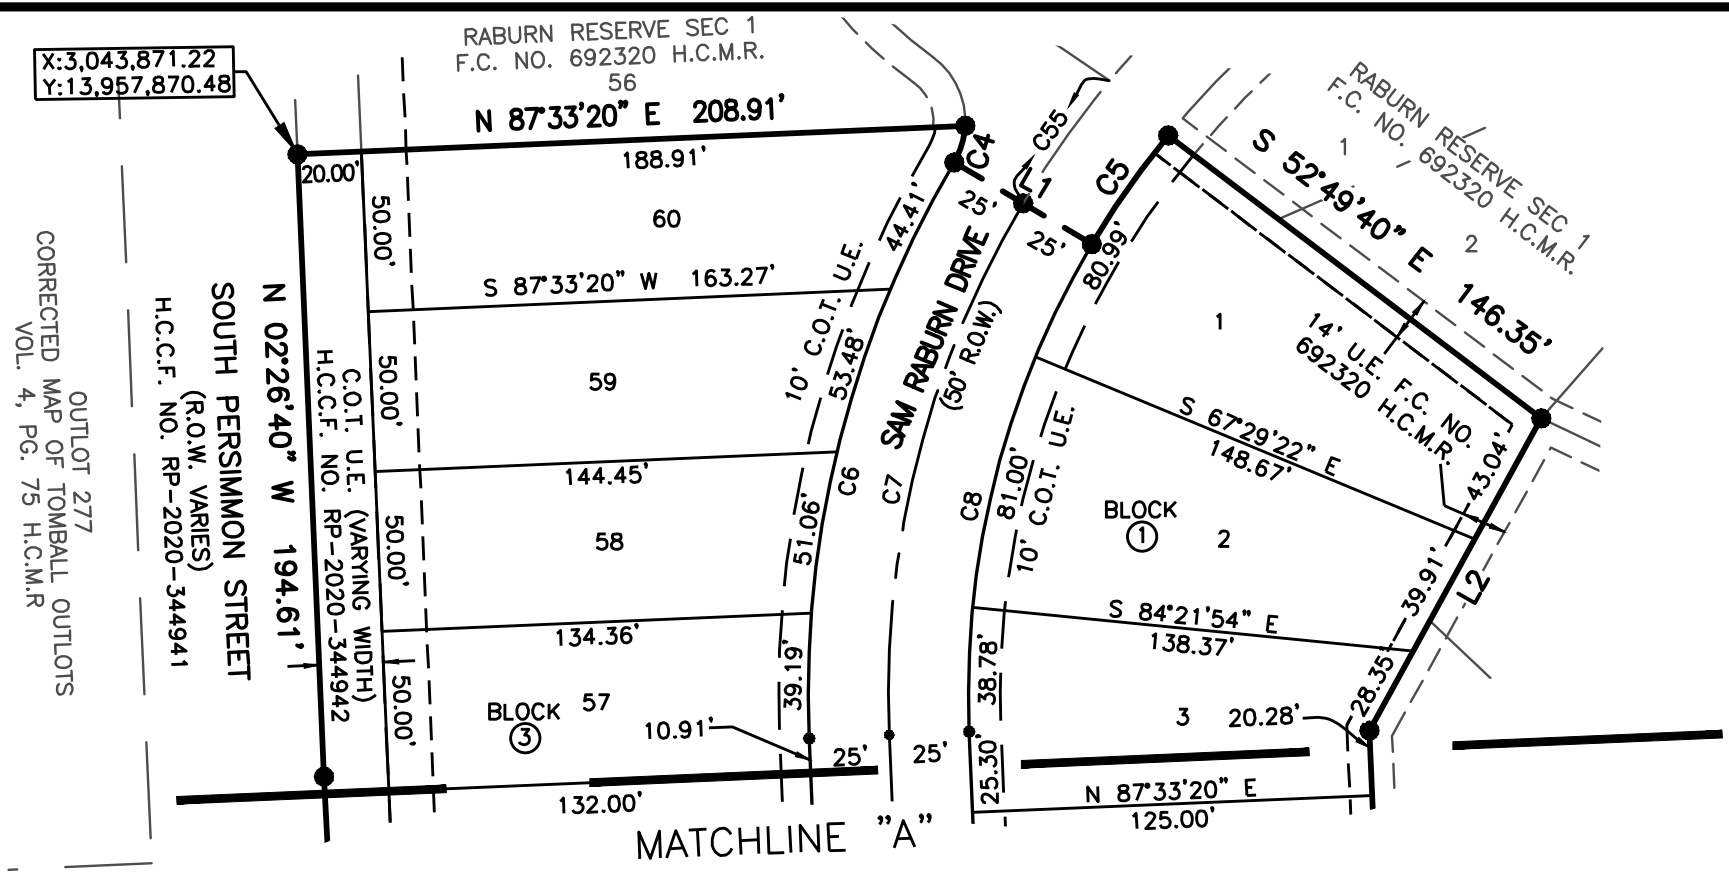 RABURN RESERVE SEC 1
F.C. NO. 692320 H.C.M.R.
56
X:3,043,871.22
Y:13,957,870.48
N 87°33'20" E 208.91'
20.00'
188.91'
C4
L1
C55
C5
25'
25'
RABURN RESERVE SEC 1
F.C. NO. 692320 H.C.M.R.
1
S 52°49'40" E 146.35'
RABURN RESERVE SEC 1
F.C. NO. 692320 H.C.M.R.
2
50.00'
60
44.41'
S 87°33'20" W 163.27'
10' C.O.T. U.E.
53.48'
SAM RABURN DRIVE
(50' R.O.W.)
80.99'
1
14' U.E. F.C. NO.
692320 H.C.M.R.
43.04'
OUTLOT 277
CORRECTED MAP OF TOMBALL OUTLOTS
VOL. 4, PG. 75 H.C.M.R
N 02°26'40" W 194.61'
SOUTH PERSIMMON STREET
(R.O.W. VARIES)
H.C.C.F. NO. RP-2020-344941
C.O.T. U.E. (VARYING WIDTH)
H.C.C.F. NO. RP-2020-344942
50.00'
59
144.45'
C6
C7
C8
81.00'
10' C.O.T. U.E.
S 67°29'22" E
148.67'
BLOCK
1
2
50.00'
58
51.06'
134.36'
39.91'
L2
S 84°21'54" E
138.37'
38.78'
28.35'
50.00'
57
BLOCK
3
39.19'
10.91'
25'
25'
3
20.28'
25.30'
N 87°33'20" E
125.00'
132.00'
MATCHLINE "A"